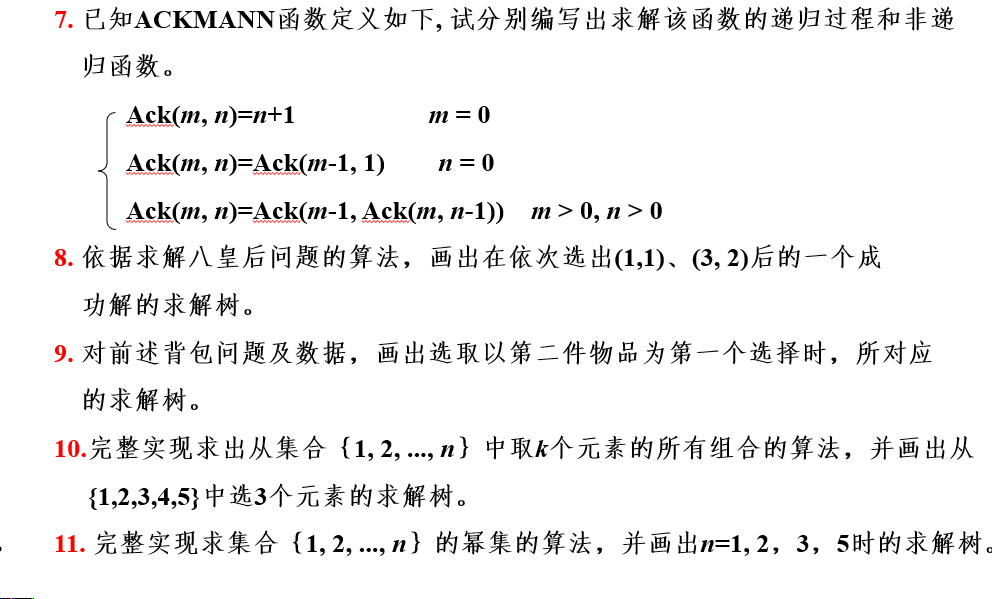 7. 已知ACKMANN函数定义如下, 试分别编写出求解该函数的递归过程和非递
归函数。
Ack(m, n)=n+1 m = 0
Ack(m, n)=Ack(m-1, 1) n = 0
Ack(m, n)=Ack(m-1, Ack(m, n-1)) m > 0, n > 0
8. 依据求解八皇后问题的算法，画出在依次选出(1,1)、(3, 2)后的一个成
功解的求解树。
9. 对前述背包问题及数据，画出选取以第二件物品为第一个选择时，所对应
的求解树。
10.完整实现求出从集合｛1, 2, ..., n｝中取k个元素的所有组合的算法，并画出从
{1,2,3,4,5}中选3个元素的求解树。
11. 完整实现求集合｛1, 2, ..., n｝的幂集的算法，并画出n=1, 2，3，5时的求解树。